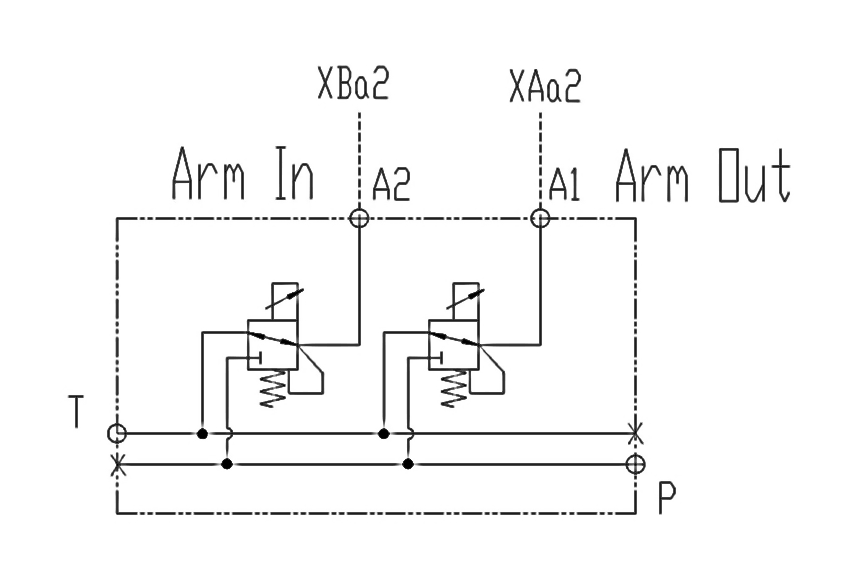 XBa2
XAa2
Arm In
A2
A1
Arm Out
T
P